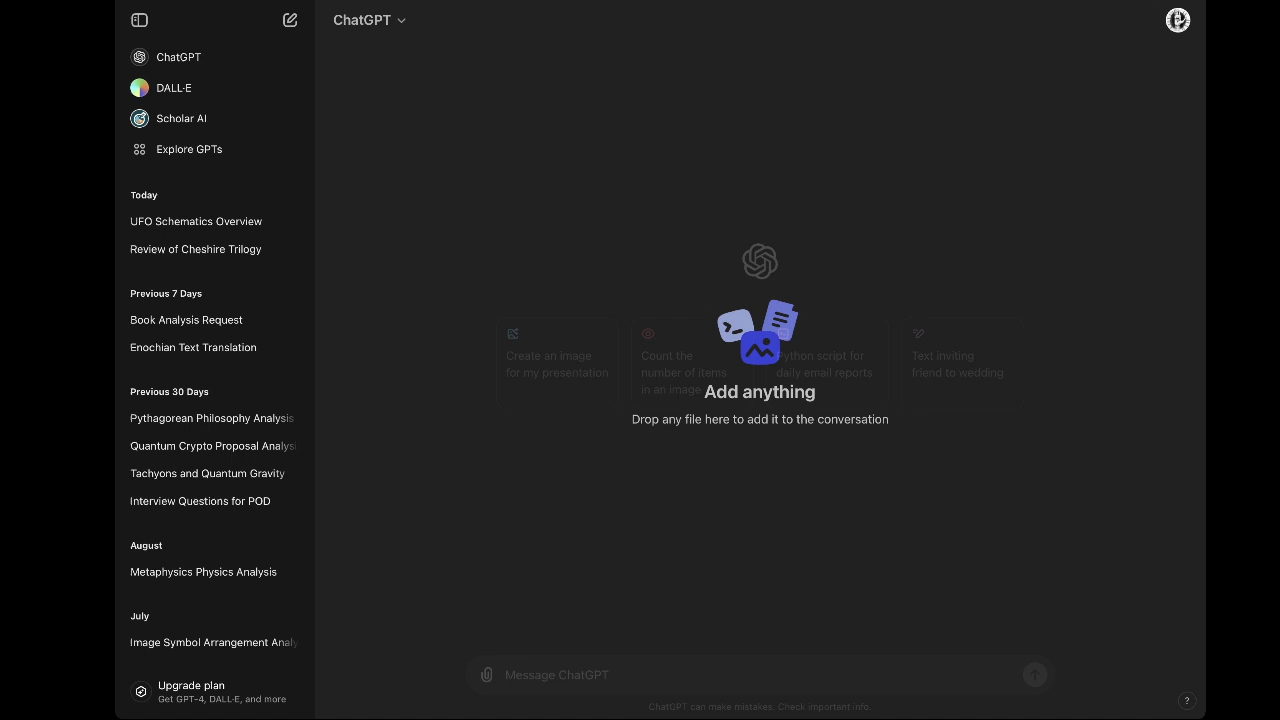 ChatGPT
ChatGPT
DALL·E
Scholar AI
Explore GPTs
Today
UFO Schematics Overview
Review of Cheshire Trilogy
Previous 7 Days
Book Analysis Request
Enochian Text Translation
Previous 30 Days
Pythagorean Philosophy Analysis
Quantum Crypto Proposal Analysi
Tachyons and Quantum Gravity
Interview Questions for POD
August
Metaphysics Physics Analysis
July
Image Symbol Arrangement Analy
Upgrade plan
Get GPT-4, DALL·E, and more
Create an image
for my presentation
Count the
number of items
in an image
Python script for
daily email reports
Text inviting
friend to wedding
Add anything
Drop any file here to add it to the conversation
Message ChatGPT
ChatGPT can make mistakes. Check important info.
?